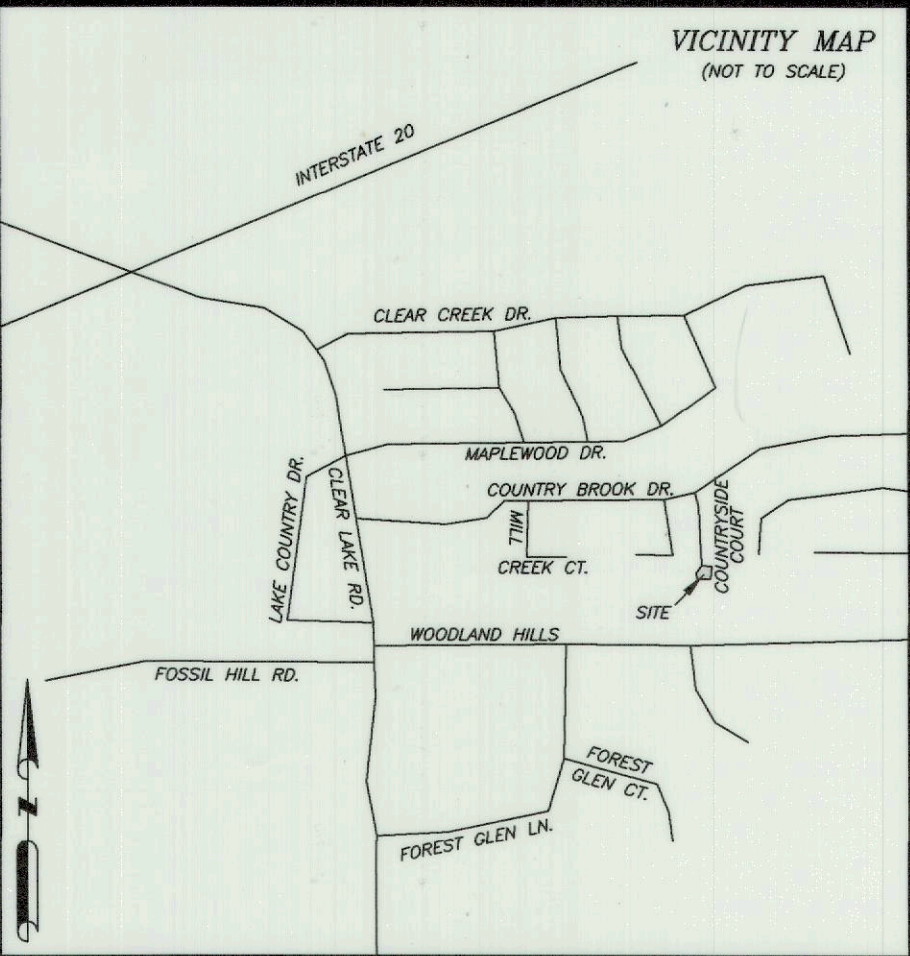 VICINITY MAP
(NOT TO SCALE)
INTERSTATE 20
CLEAR CREEK DR.
MAPLEWOOD DR.
LAKE COUNTRY DR.
CLEAR LAKE RD.
COUNTRY BROOK DR.
MILL
CREEK CT.
COUNTRYSIDE
COURT
SITE
WOODLAND HILLS
FOSSIL HILL RD.
FOREST
GLEN CT.
FOREST GLEN LN.
N